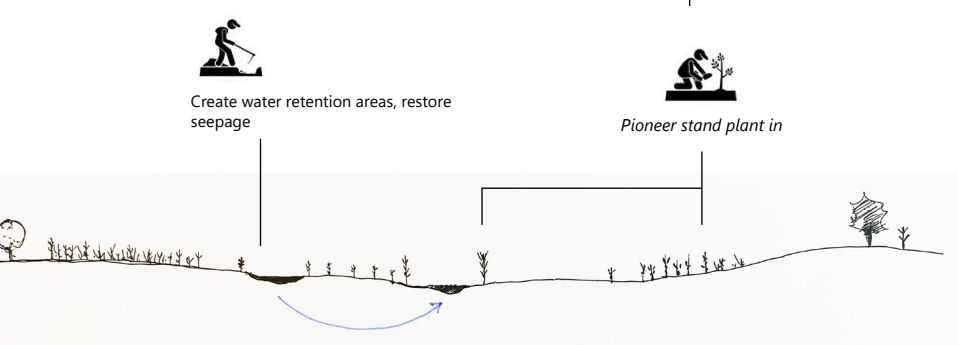 Create water retention areas, restore
seepage
Pioneer stand plant in